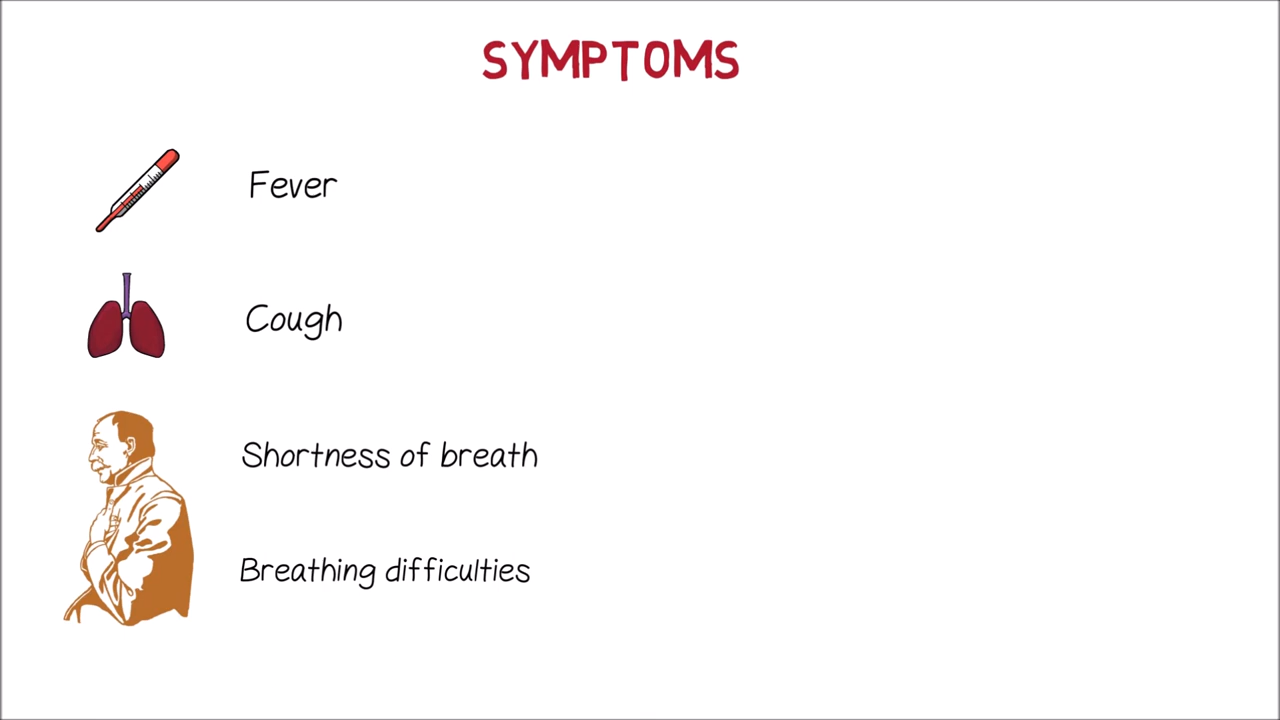 SYMPTOMS
Fever
Cough
Shortness of breath
Breathing difficulties